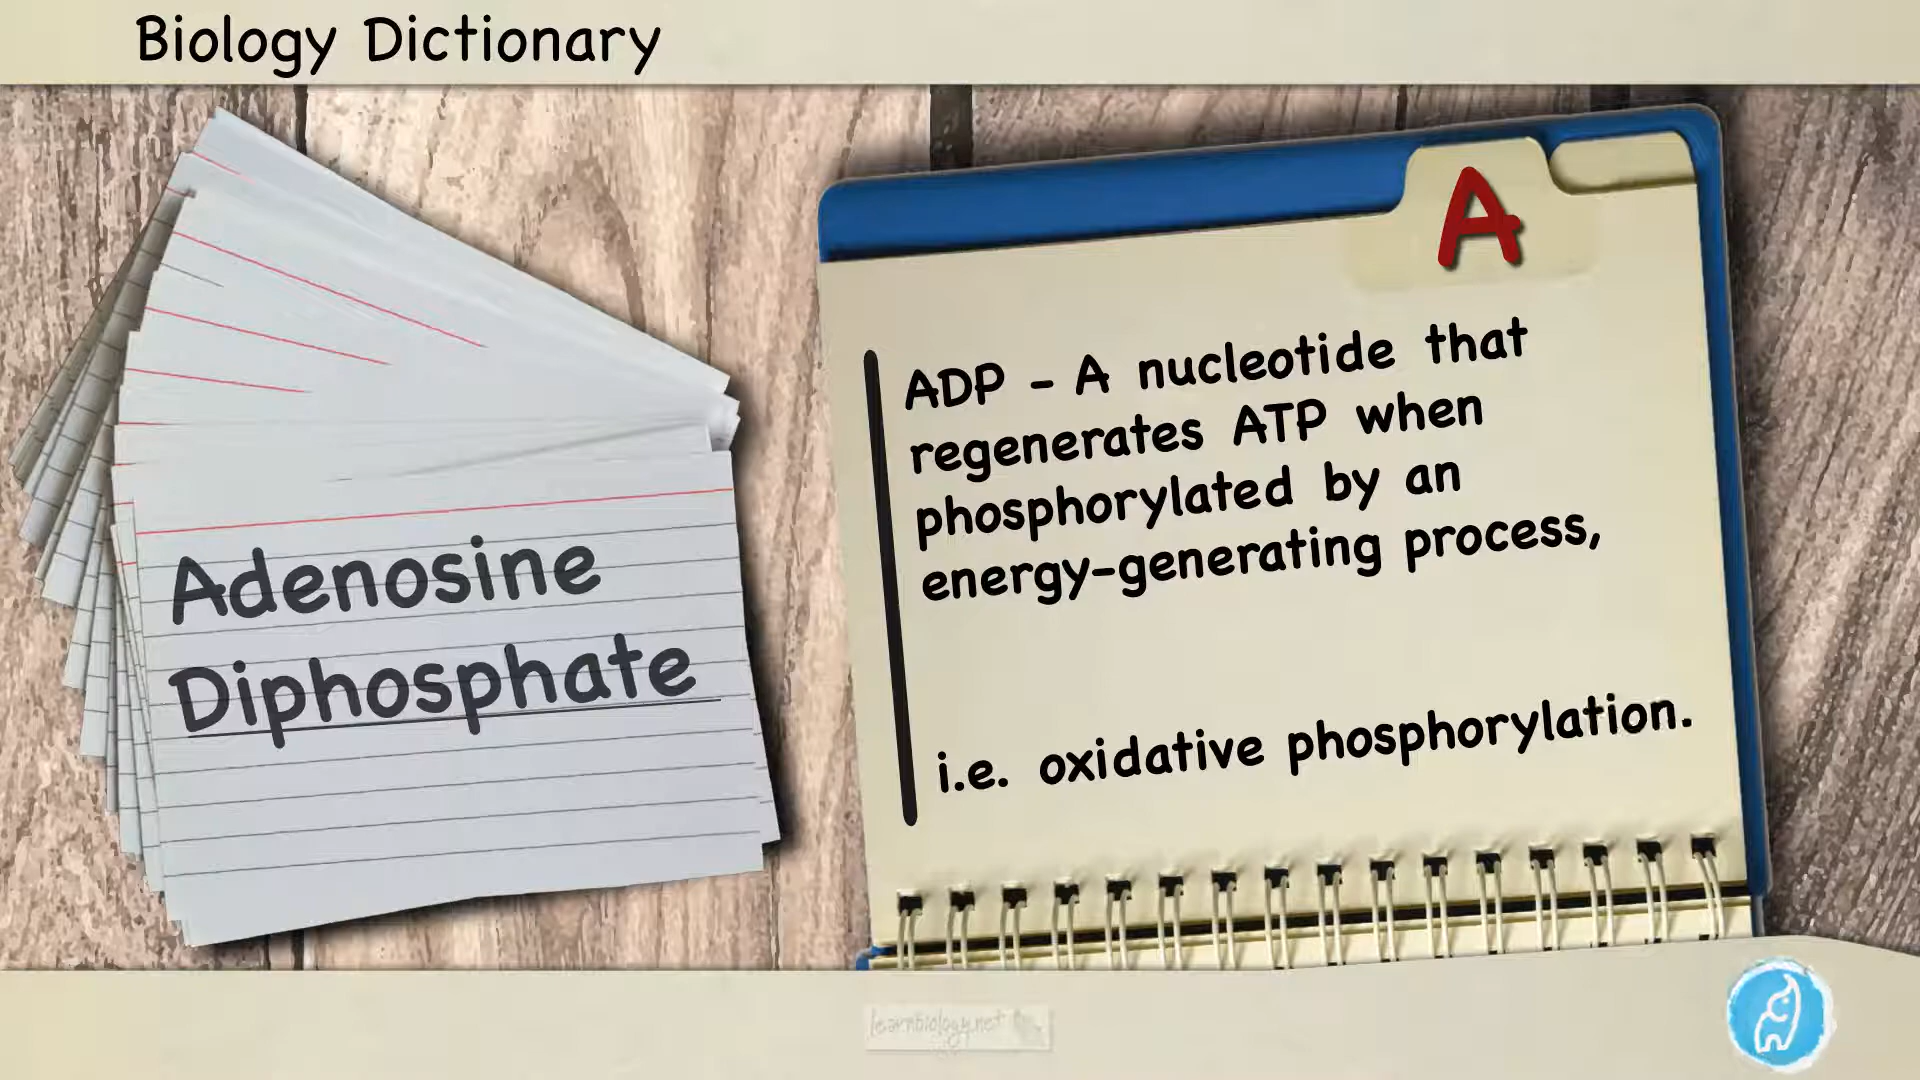 Biology Dictionary
A
Adenosine
Diphosphate
ADP - A nucleotide that
regenerates ATP when
phosphorylated by an
energy-generating process,
i.e. oxidative phosphorylation.
learnbiology.net